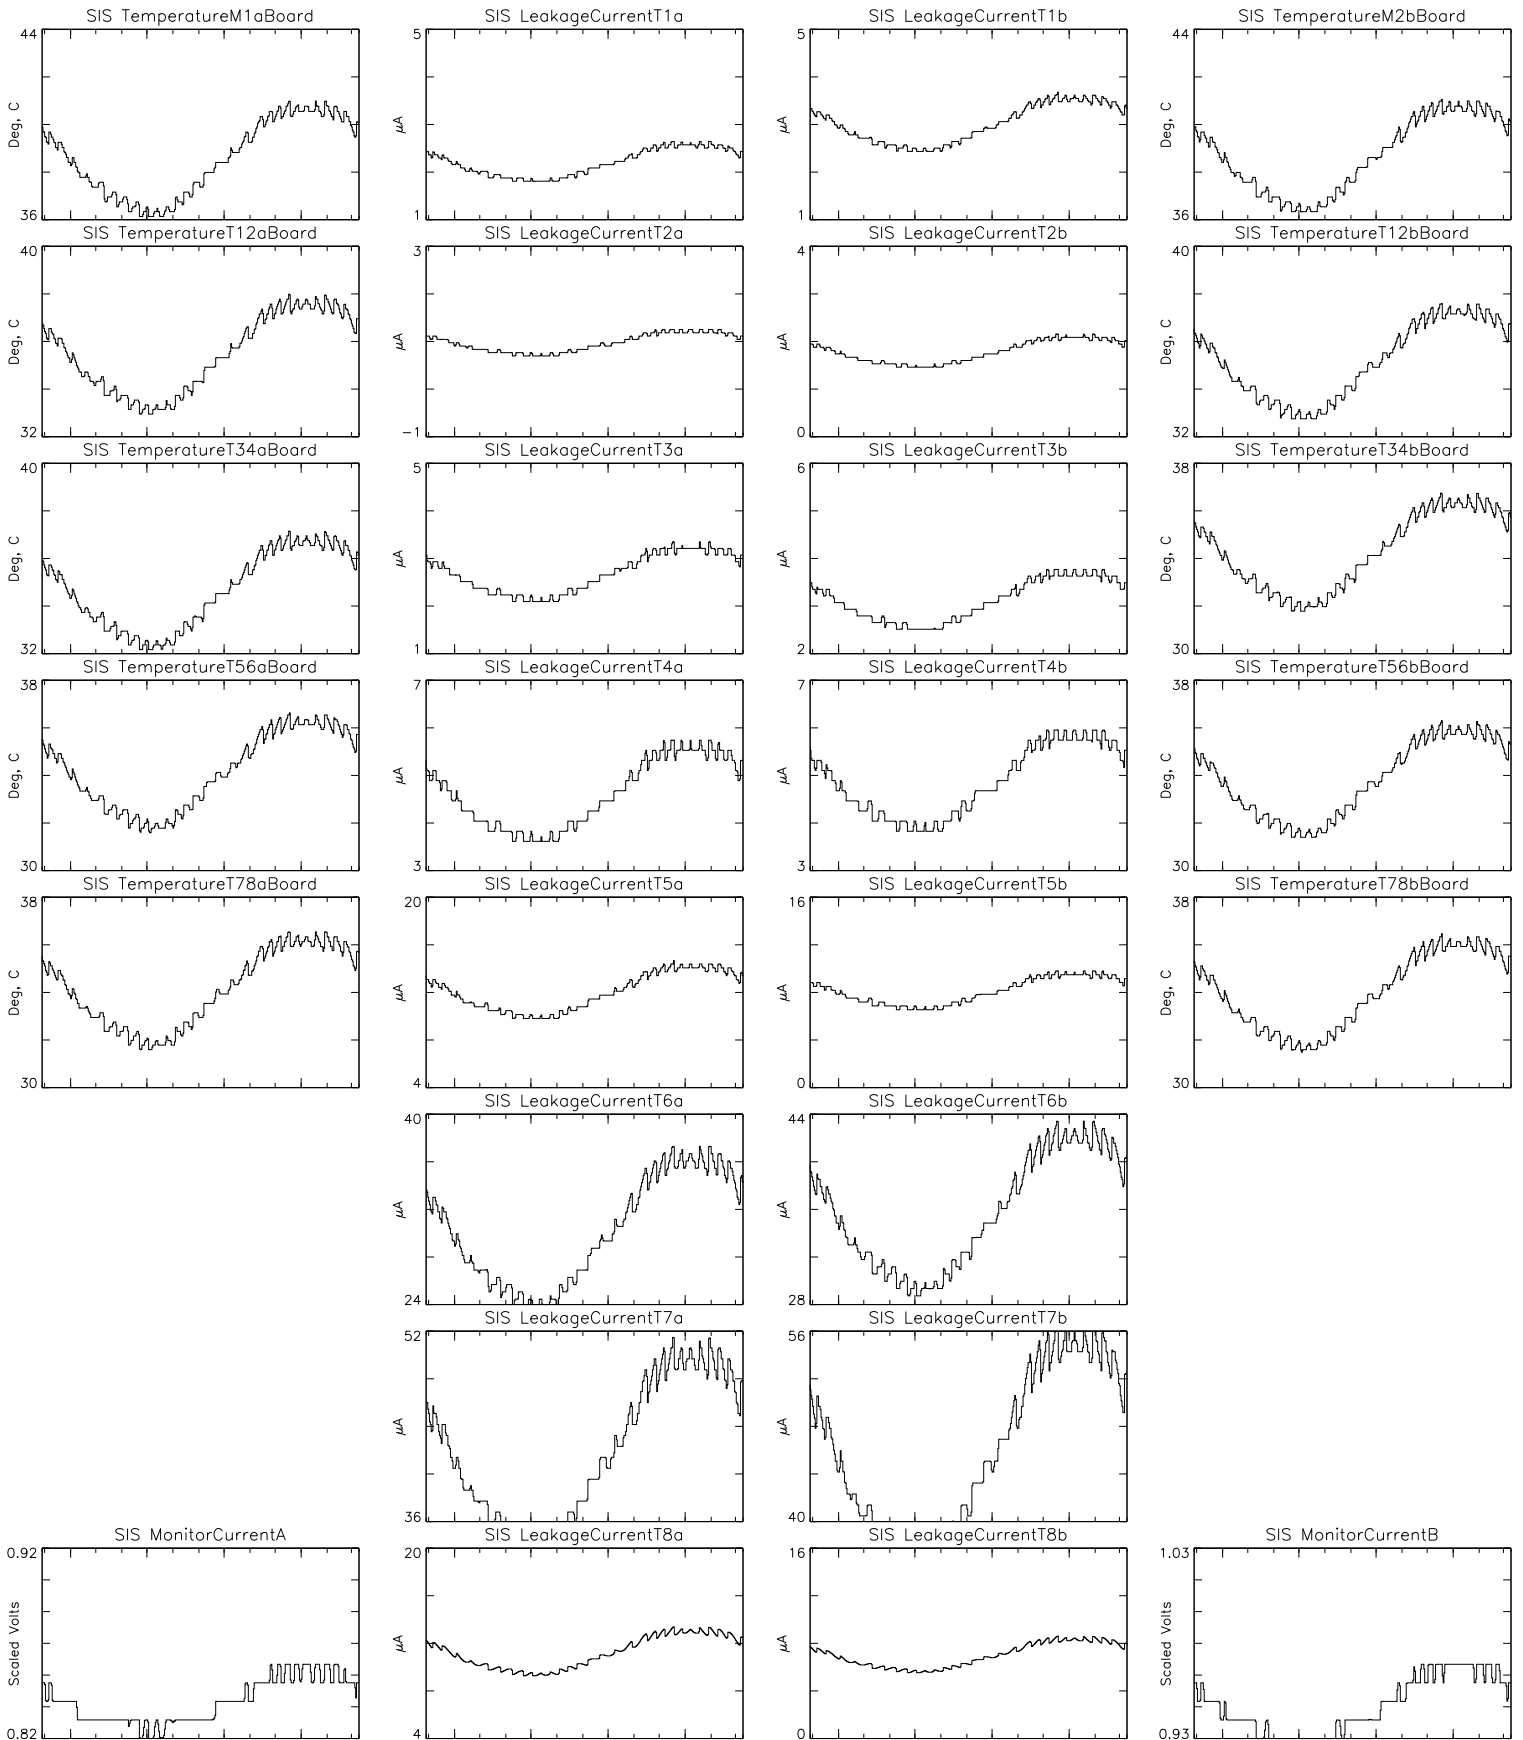 SIS TemperatureM1aBoard
SIS LeakageCurrentT1a
SIS LeakageCurrentT1b
SIS TemperatureM2bBoard
44
5
5
44
Deg, C
μA
μA
Deg, C
36
1
1
36
SIS TemperatureT12aBoard
SIS LeakageCurrentT2a
SIS LeakageCurrentT2b
SIS TemperatureT12bBoard
40
3
4
40
Deg, C
μA
μA
Deg, C
32
−1
0
32
SIS TemperatureT34aBoard
SIS LeakageCurrentT3a
SIS LeakageCurrentT3b
SIS TemperatureT34bBoard
40
5
6
38
Deg, C
μA
μA
Deg, C
32
1
2
30
SIS TemperatureT56aBoard
SIS LeakageCurrentT4a
SIS LeakageCurrentT4b
SIS TemperatureT56bBoard
38
7
7
38
Deg, C
μA
μA
Deg, C
30
3
3
30
SIS TemperatureT78aBoard
SIS LeakageCurrentT5a
SIS LeakageCurrentT5b
SIS TemperatureT78bBoard
38
20
16
38
Deg, C
μA
μA
Deg, C
30
4
0
30
SIS LeakageCurrentT6a
SIS LeakageCurrentT6b
40
44
μA
μA
24
28
SIS LeakageCurrentT7a
SIS LeakageCurrentT7b
52
56
μA
μA
36
40
SIS MonitorCurrentA
SIS LeakageCurrentT8a
SIS LeakageCurrentT8b
SIS MonitorCurrentB
0.92
20
16
1.03
Scaled Volts
μA
μA
Scaled Volts
0.82
4
0
0.93